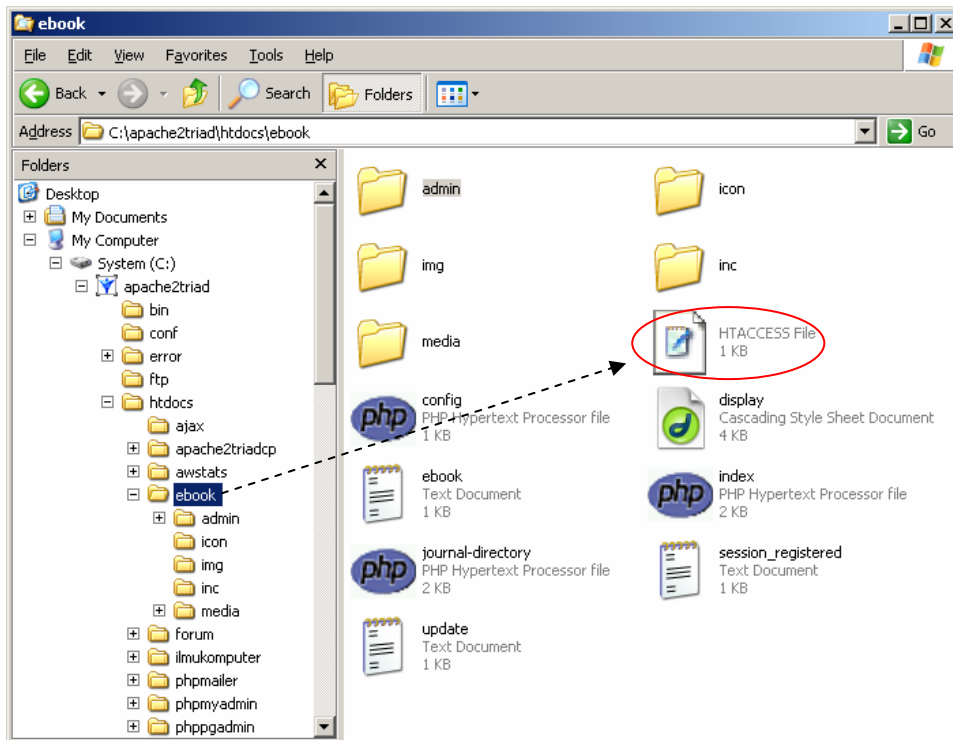 ebook
File Edit View Favorites Tools Help
Back Search Folders
Address C:\apache2triad\htdocs\ebook Go
Folders
Desktop
My Documents
My Computer
System (C:)
apache2triad
bin
conf
error
ftp
htdocs
ajax
apache2triadcp
awstats
ebook
admin
icon
img
inc
media
forum
ilmukomputer
phpmailer
phpmyadmin
phppgadmin
admin
icon
img
inc
media
HTACCESS File
1 KB
php
config
PHP Hypertext Processor file
1 KB
display
Cascading Style Sheet Document
4 KB
ebook
Text Document
1 KB
php
index
PHP Hypertext Processor file
2 KB
php
journal-directory
PHP Hypertext Processor file
2 KB
session_registered
Text Document
1 KB
update
Text Document
1 KB